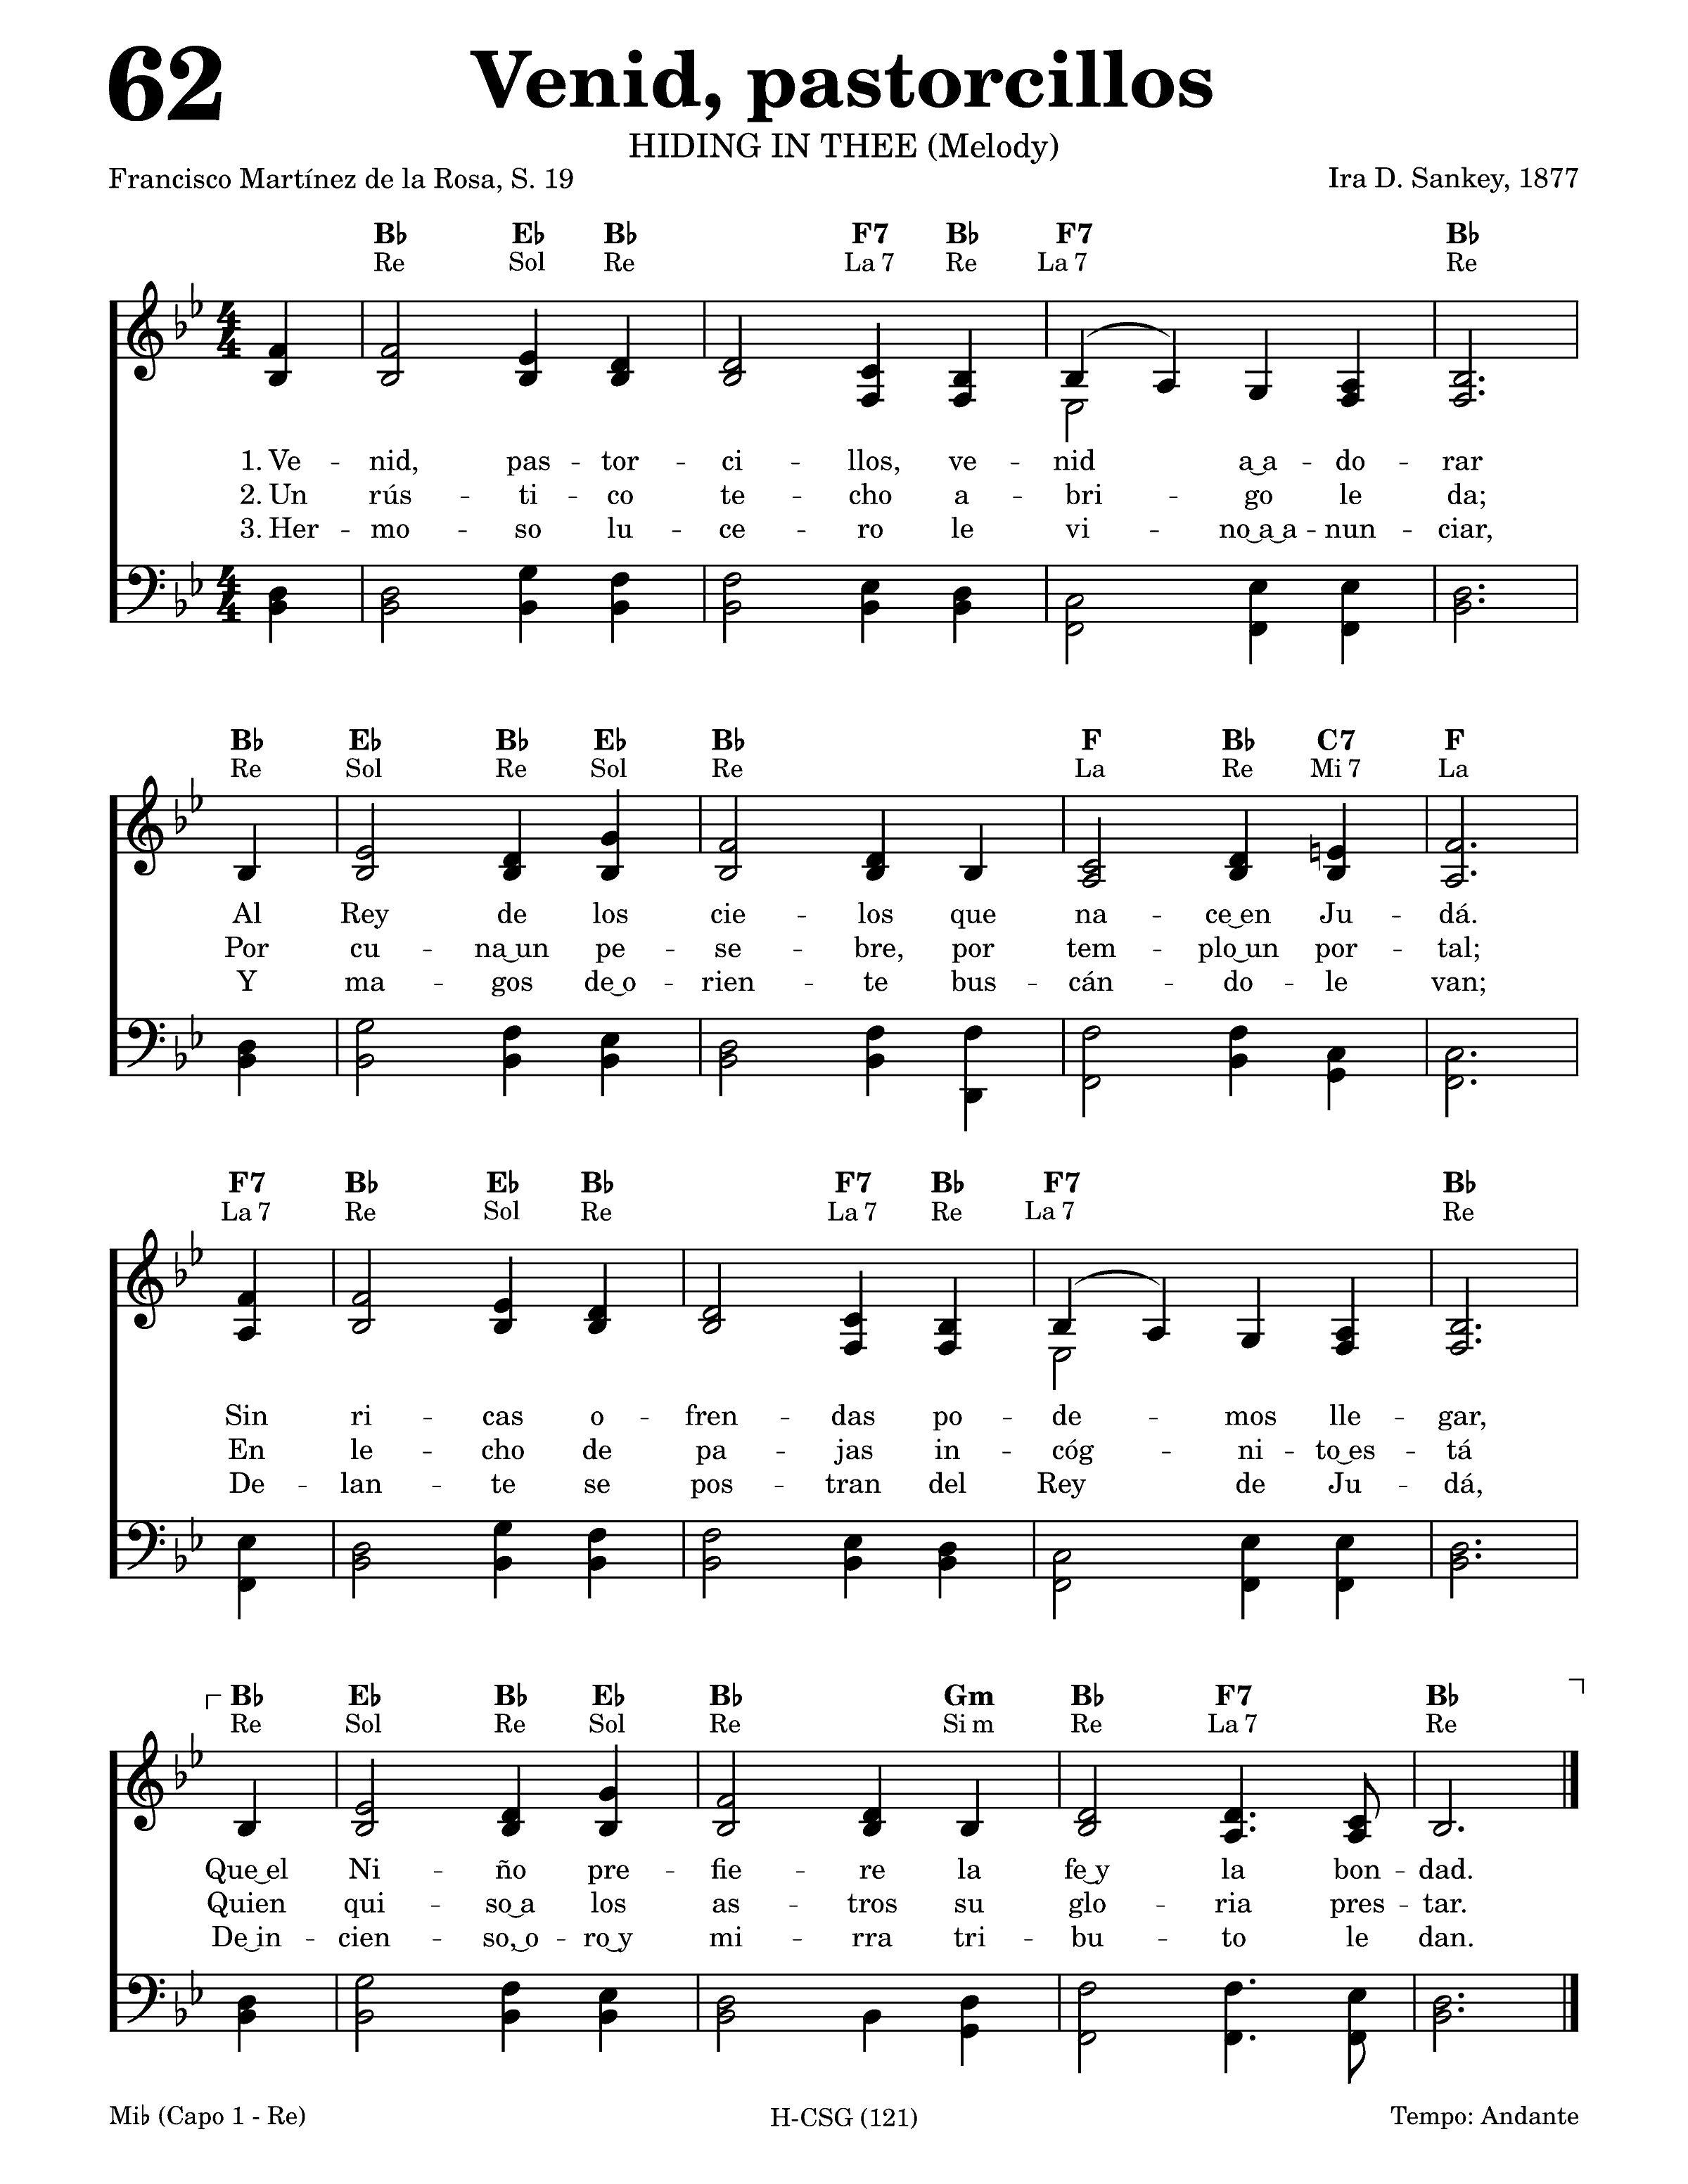 62
Venid, pastorcillos
HIDING IN THEE (Melody)
Francisco Martínez de la Rosa, S. 19
Ira D. Sankey, 1877
B♭ E♭ B♭ F7 B♭ F7 B♭
Re Sol Re La 7 Re La 7 Re
1. Ve - nid, pas - tor - ci - llos, ve - nid a‿a - do - rar
2. Un rús - ti - co te - cho a - bri - go le da;
3. Her - mo - so lu - ce - ro le vi - no‿a‿a - nun - ciar,
B♭ E♭ B♭ E♭ B♭ F B♭ C7 F
Re Sol Re Sol Re La Re Mi 7 La
Al Rey de los cie - los que na - ce‿en Ju - dá.
Por cu - na‿un pe - se - bre, por tem - plo‿un por - tal;
Y ma - gos de‿o - rien - te bus - cán - do - le van;
F7 B♭ E♭ B♭ F7 B♭ F7 B♭
La 7 Re Sol Re La 7 Re La 7 Re
Sin ri - cas o - fren - das po - de - mos lle - gar,
En le - cho de pa - jas in - cóg - ni - to‿es - tá
De - lan - te se pos - tran del Rey de Ju - dá,
B♭ E♭ B♭ E♭ B♭ Gm B♭ F7 B♭
Re Sol Re Sol Re Si m Re La 7 Re
Que‿el Ni - ño pre - fie - re la fe‿y la bon - dad.
Quien qui - so‿a los as - tros su glo - ria pres - tar.
De‿in - cien - so,‿o - ro‿y mi - rra tri - bu - to le dan.
Mi♭ (Capo 1 - Re)
H-CSG (121)
Tempo: Andante